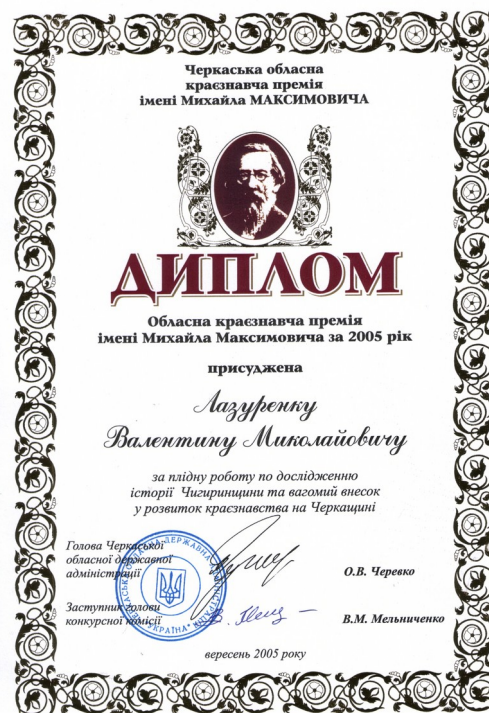 Черкаська обласна
краєзнавча премія
імені Михайла МАКСИМОВИЧА
ДИПЛОМ
Обласна краєзнавча премія
імені Михайла Максимовича за 2005 рік
присуджена
Лазуренку
Валентину Миколайовичу
за плідну роботу по дослідженню
історії Чигиринщини та вагомий внесок
у розвиток краєзнавства на Черкащині
Голова Черкаської
обласної державної
адміністрації
О.В. Черевко
Заступник голови
конкурсної комісії
В.М. Мельниченко
УКРАЇНА
вересень 2005 року